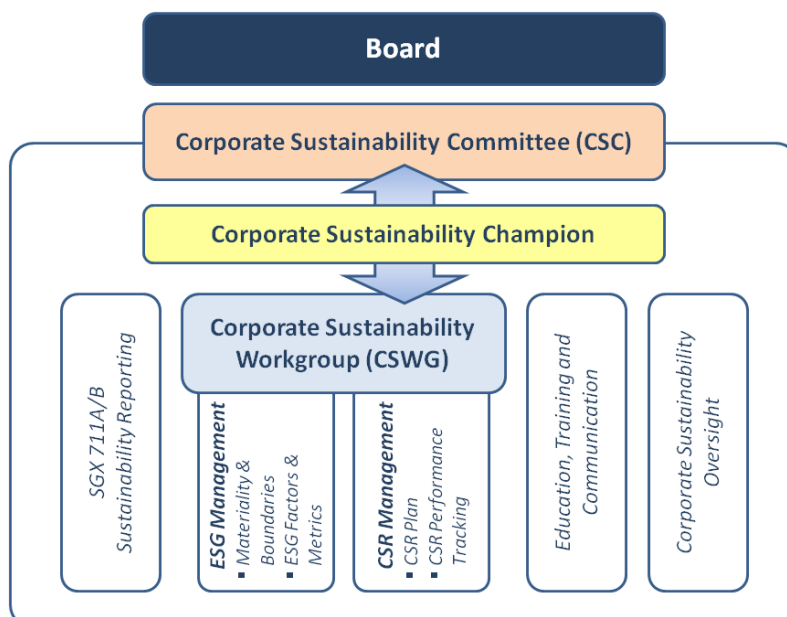 Board
Corporate Sustainability Committee (CSC)
Corporate Sustainability Champion
Corporate Sustainability
Workgroup (CSWG)
SGX 711A/B
Sustainability Reporting
ESG Management
▪ Materiality &
Boundaries
▪ ESG Factors &
Metrics
CSR Management
▪ CSR Plan
▪ CSR Performance
Tracking
Education, Training and
Communication
Corporate Sustainability
Oversight